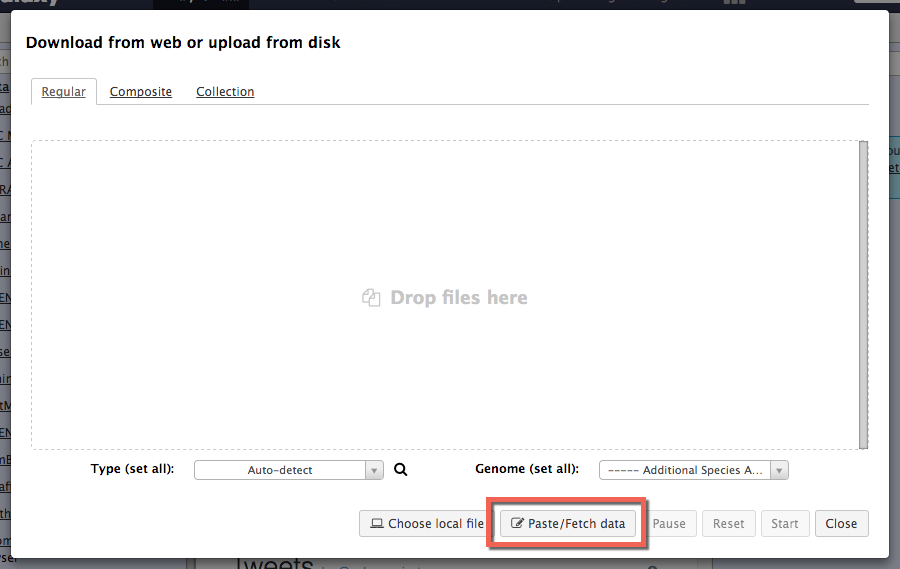 Download from web or upload from disk
Regular Composite Collection
Drop files here
Type (set all): Auto-detect Genome (set all): ----- Additional Species A...
Choose local file Paste/Fetch data Pause Reset Start Close